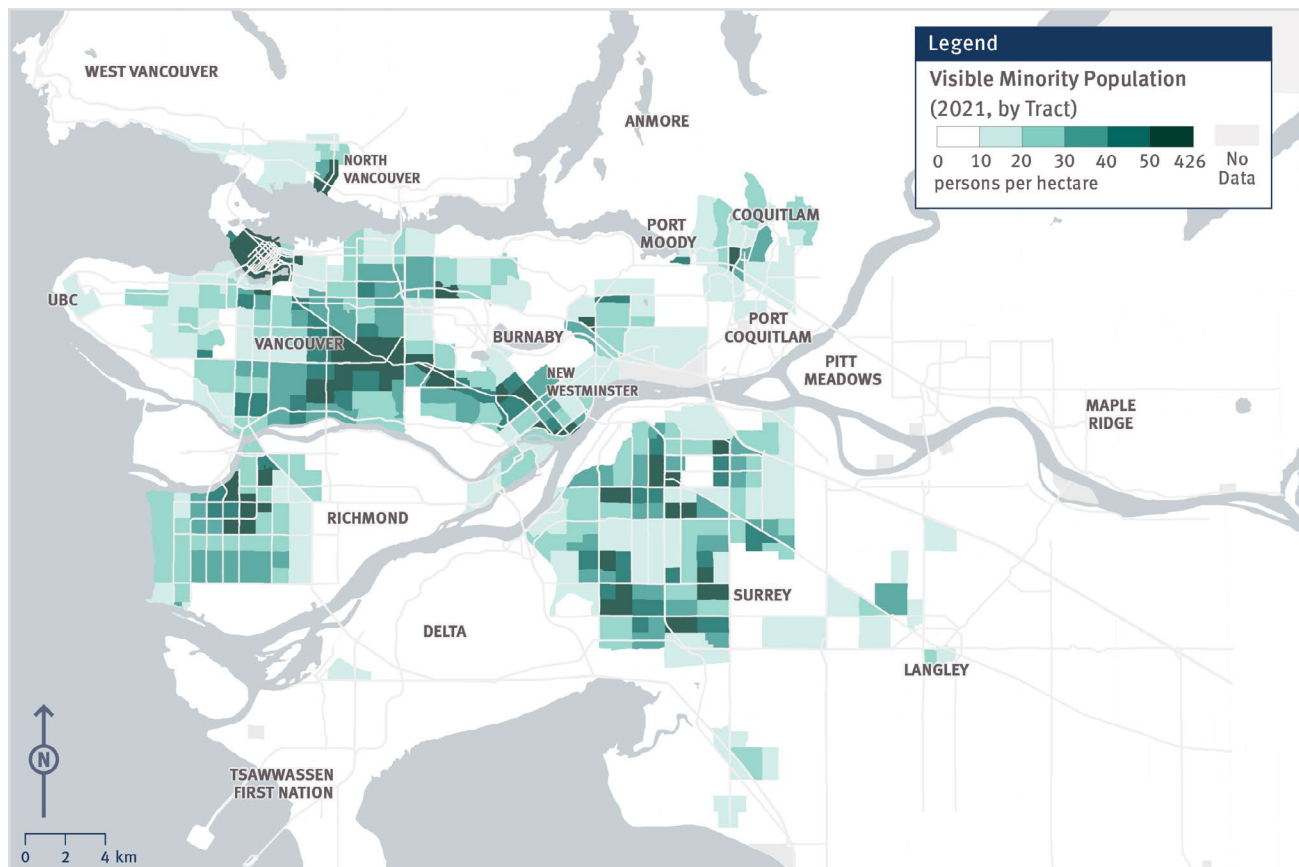 Legend
Visible Minority Population
(2021, by Tract)
0 10 20 30 40 50 426
persons per hectare
No
Data
WEST VANCOUVER
ANMORE
NORTH
VANCOUVER
PORT
MOODY
COQUITLAM
UBC
VANCOUVER
BURNABY
PORT
COQUITLAM
NEW
WESTMINSTER
PITT
MEADOWS
MAPLE
RIDGE
RICHMOND
SURREY
DELTA
LANGLEY
TSAWWASSEN
FIRST NATION
N
0 2 4 km